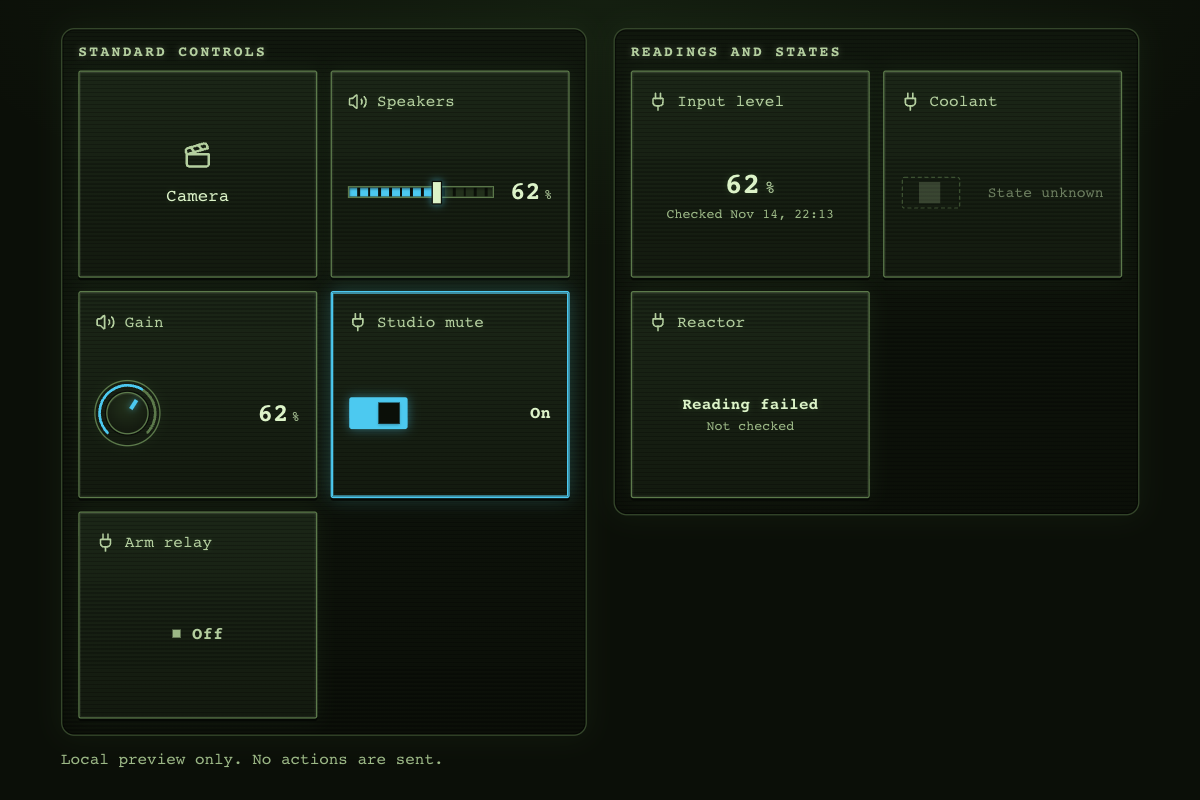 STANDARD CONTROLS
Camera
Speakers
62 %
Gain
62 %
Studio mute
On
Arm relay
Off
READINGS AND STATES
Input level
62 %
Checked Nov 14, 22:13
Coolant
State unknown
Reactor
Reading failed
Not checked
Local preview only. No actions are sent.